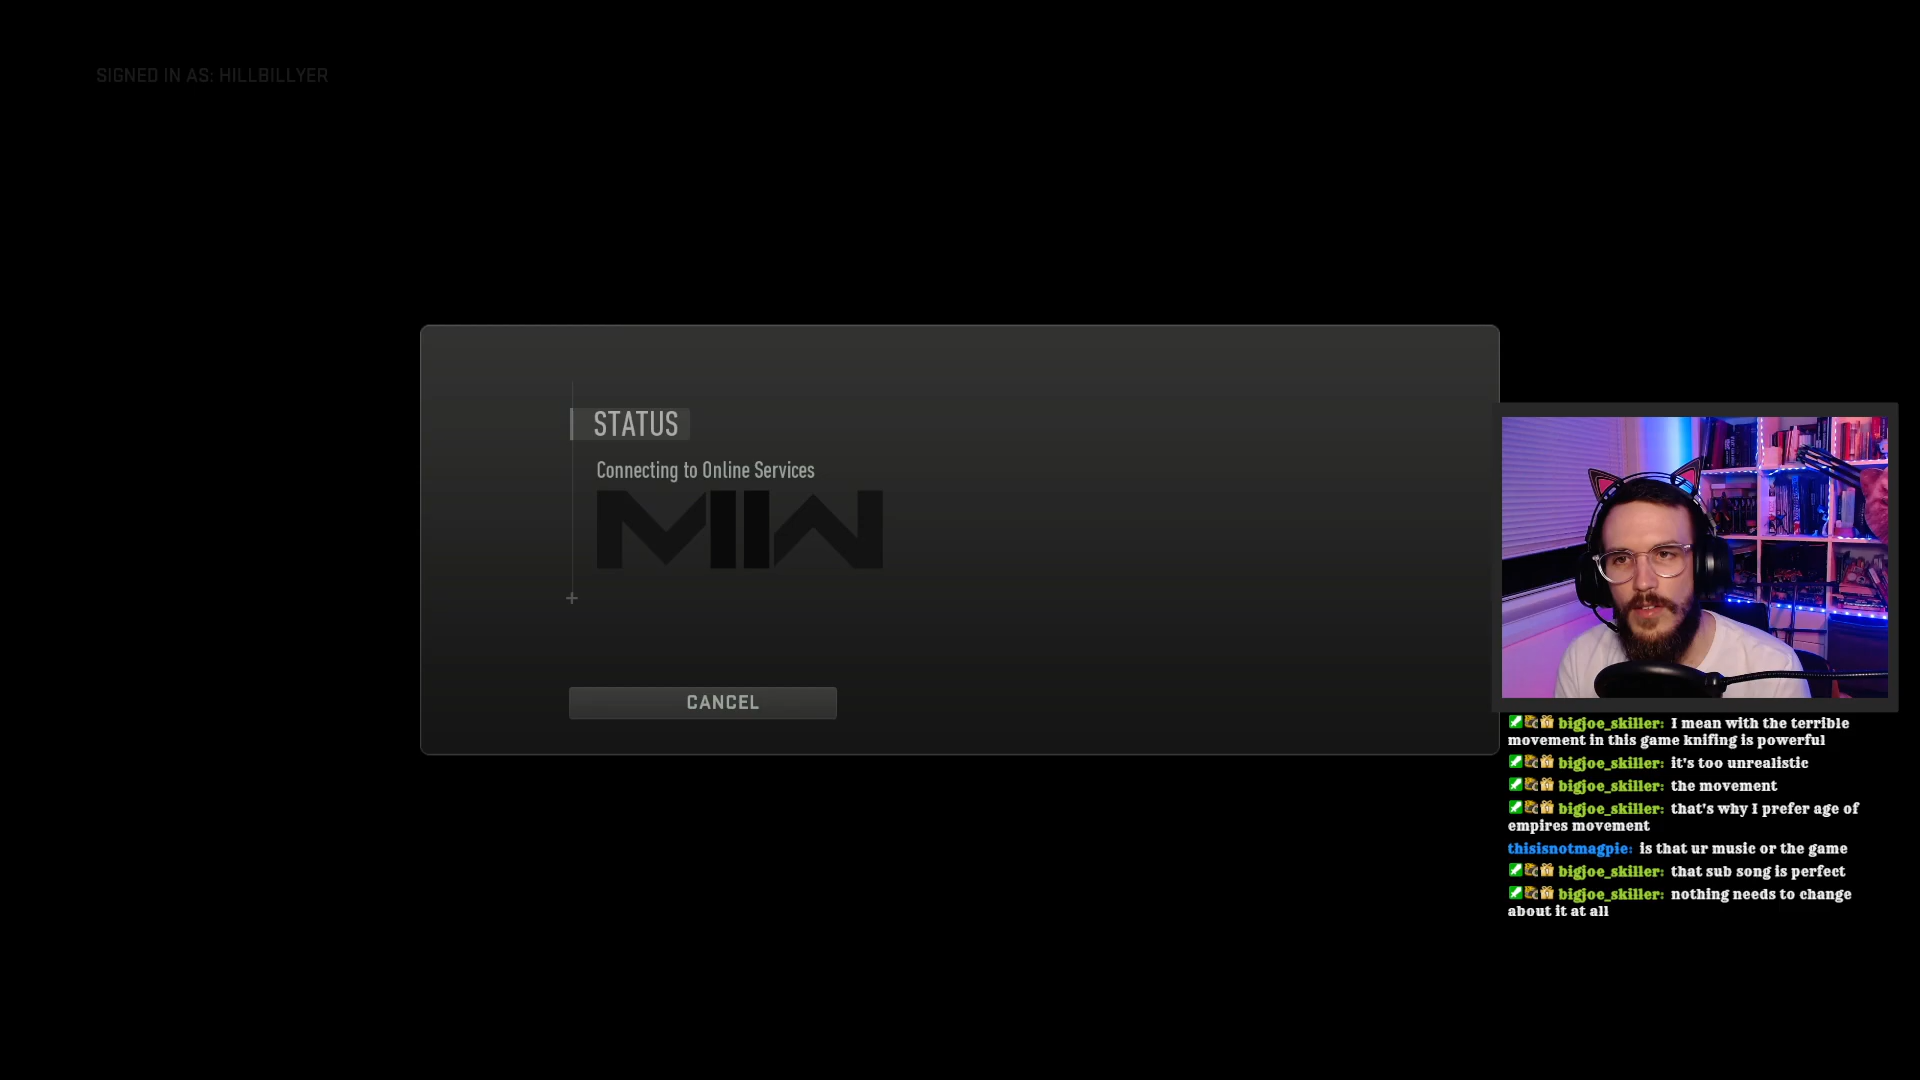 SIGNED IN AS: HILLBILLYER
STATUS
Connecting to Online Services
MIIW
CANCEL
bigjoe_skiller: I mean with the terrible
movement in this game knifing is powerful
bigjoe_skiller: it's too unrealistic
bigjoe_skiller: the movement
bigjoe_skiller: that's why I prefer age of
empires movement
thisisnotmagpie: is that ur music or the game
bigjoe_skiller: that sub song is perfect
bigjoe_skiller: nothing needs to change
about it at all